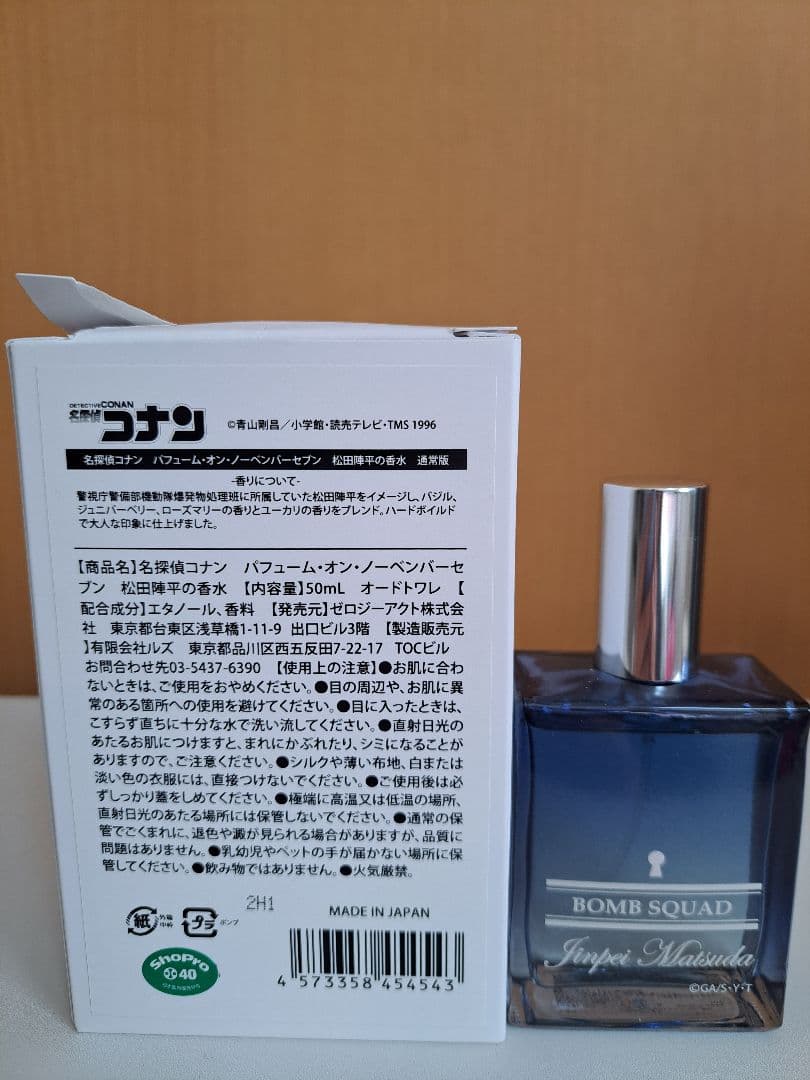 DETECTIVE CONAN
名探偵コナン
©青山剛昌／小学館・読売テレビ・TMS 1996
名探偵コナン　パフューム・オン・ノーベンバーセブン　松田陣平の香水　通常版
-香りについて-
警視庁警備部機動隊爆発物処理班に所属していた松田陣平をイメージし、バジル、
ジュニパーベリー、ローズマリーの香りとユーカリの香りをブレンド。ハードボイルド
で大人な印象に仕上げました。
【商品名】名探偵コナン　パフューム・オン・ノーベンバーセ
ブン　松田陣平の香水　【内容量】50mL　オードトワレ　【
配合成分】エタノール、香料　【発売元】ゼロジーアクト株式会
社　東京都台東区浅草橋1-11-9 出口ビル3階　【製造販売元
】有限会社ルズ　東京都品川区西五反田7-22-17　TOCビル
お問合わせ先03-5437-6390　【使用上の注意】●お肌に合わ
ないときは、ご使用をおやめください。●目の周辺や、お肌に異
常のある箇所への使用を避けてください。●目に入ったときは、
こすらず直ちに十分な水で洗い流してください。●直射日光の
あたるお肌につけますと、まれにかぶれたり、シミになることが
ありますので、ご注意ください。●シルクや薄い布地、白または
淡い色の衣服には、直接つけないでください。●ご使用後は必
ずしっかり蓋をしめてください。●極端に高温又は低温の場所、
直射日光のあたる場所には保管しないでください。●通常の保
管でごくまれに、退色や澱が見られる場合がありますが、品質に
問題はありません。●乳幼児やペットの手が届かない場所に保
管してください。●飲み物ではありません。●火気厳禁。
2H1
紙 外箱
中枠
プラ ポンプ
MADE IN JAPAN
ShoPro
40
4 573358 454543
BOMB SQUAD
Jinpei Matsuda
©GA/S・Y・T